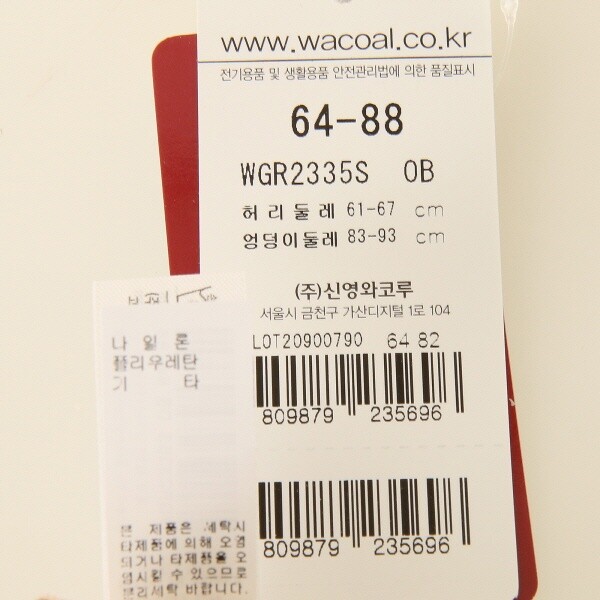 www.wacoal.co.kr
전기용품 및 생활용품 안전관리법에 의한 품질표시
64-88
WGR2335S OB
허리둘레 61-67 cm
엉덩이둘레 83-93 cm
(주)신영와코루
서울시 금천구 가산디지털 1로 104
LOT20900790 64 82
809879 235696
809879 235696
나 일 론
폴리우레탄
기 타
본 제품은 세탁시
타제품에 의해 오염
되거나 타제품을 오
염시킬 수 있으므로
분리세탁 바랍니다.